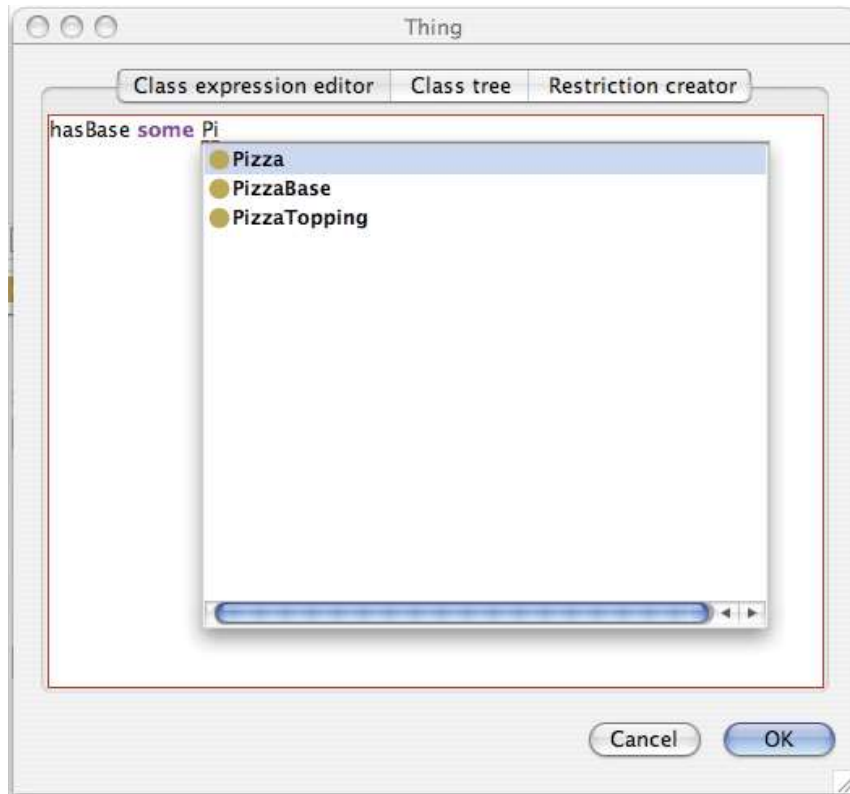 Thing
Class expression editor Class tree Restriction creator
hasBase some Pi
Pizza
PizzaBase
PizzaTopping
Cancel OK